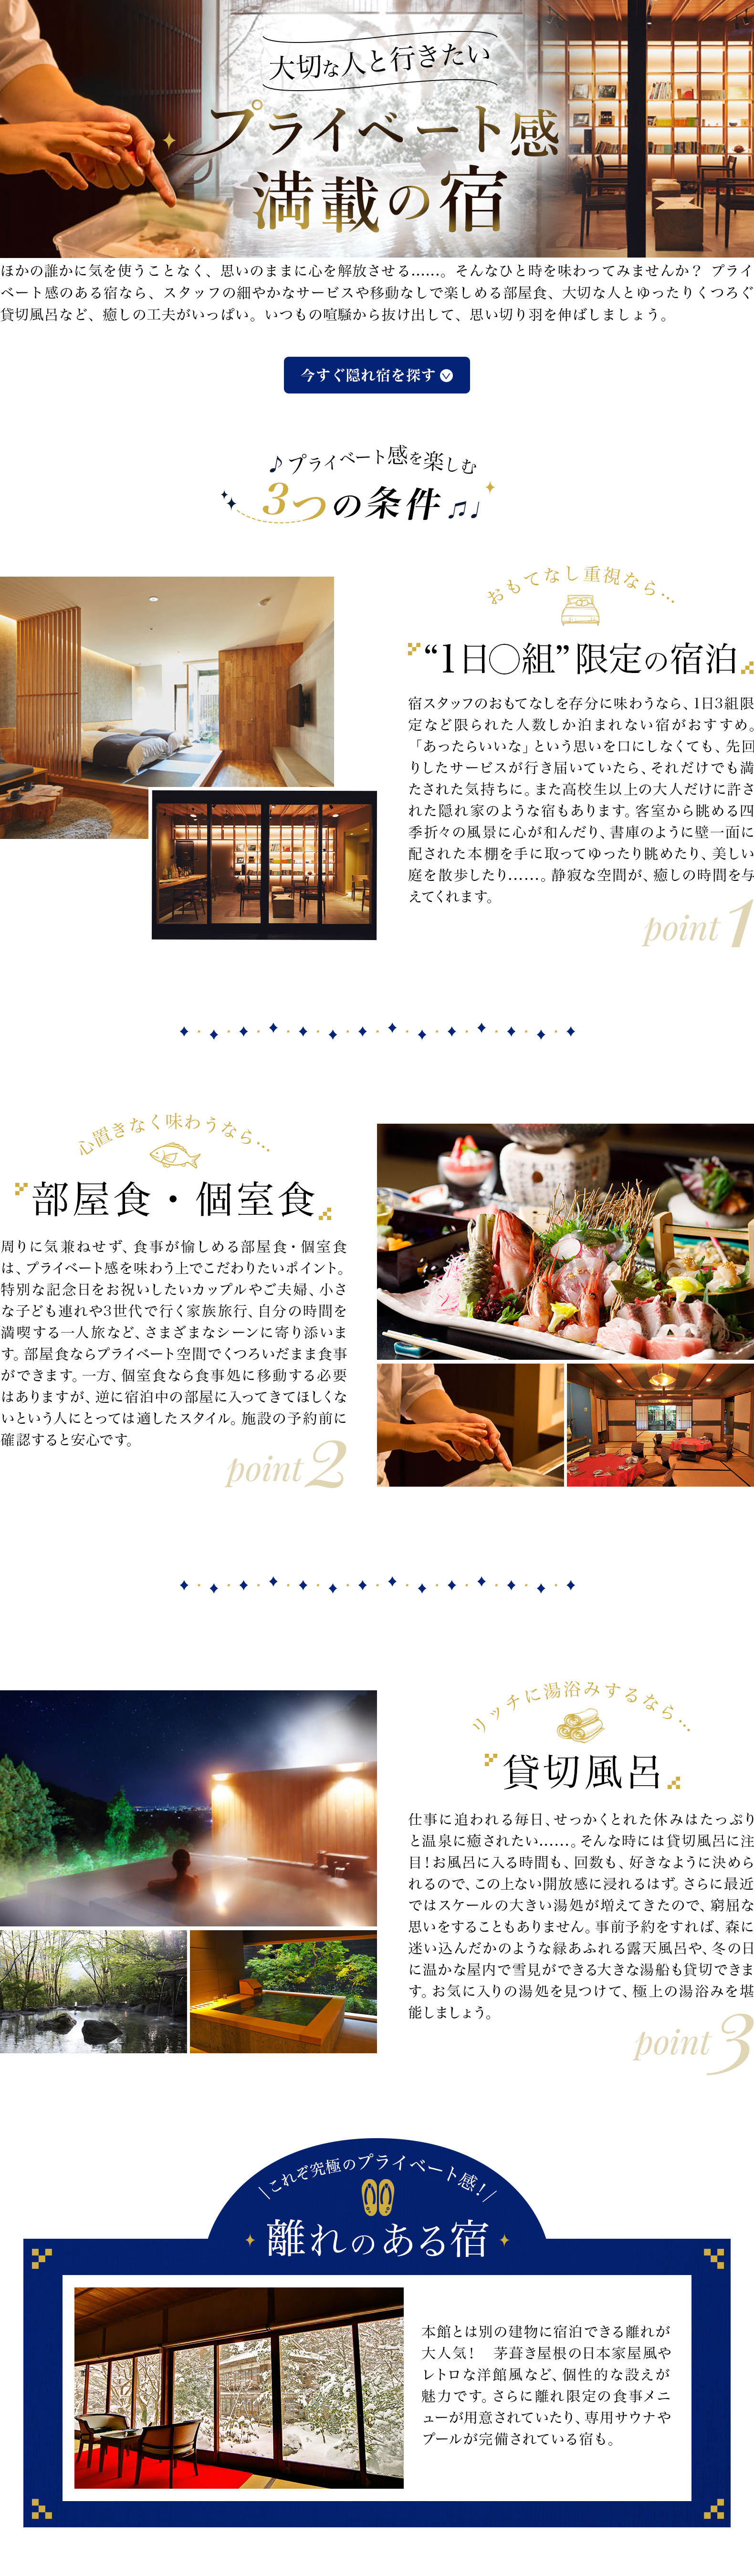 大切な人と行きたい
プライベート感
満載の宿
ほかの誰かに気を使うことなく、思いのままに心を解放させる……。そんなひと時を味わってみませんか？ プライ
ベート感のある宿なら、スタッフの細やかなサービスや移動なしで楽しめる部屋食、大切な人とゆったりくつろぐ
貸切風呂など、癒しの工夫がいっぱい。いつもの喧騒から抜け出して、思い切り羽を伸ばしましょう。
今すぐ隠れ宿を探す
♪プライベート感を楽しむ
3つの条件
おもてなし重視なら…
“1日〇組”限定の宿泊
宿スタッフのおもてなしを存分に味わうなら、1日3組限
定など限られた人数しか泊まれない宿がおすすめ。
「あったらいいな」という思いを口にしなくても、先回
りしたサービスが行き届いていたら、それだけでも満
たされた気持ちに。また高校生以上の大人だけに許さ
れた隠れ家のような宿もあります。客室から眺める四
季折々の風景に心が和んだり、書庫のように壁一面に
配された本棚を手に取ってゆったり眺めたり、美しい
庭を散歩したり……。静寂な空間が、癒しの時間を与
えてくれます。
point 1
心置きなく味わうなら…
部屋食・個室食
周りに気兼ねせず、食事が愉しめる部屋食・個室食
は、プライベート感を味わう上でこだわりたいポイント。
特別な記念日をお祝いしたいカップルやご夫婦、小さ
な子ども連れや3世代で行く家族旅行、自分の時間を
満喫する一人旅など、さまざまなシーンに寄り添いま
す。部屋食ならプライベート空間でくつろいだまま食事
ができます。一方、個室食なら食事処に移動する必要
はありますが、逆に宿泊中の部屋に入ってきてほしくな
いという人にとっては適したスタイル。施設の予約前に
確認すると安心です。
point 2
リッチに湯浴みするなら…
貸切風呂
仕事に追われる毎日、せっかくとれた休みはたっぷり
と温泉に癒されたい……。そんな時には貸切風呂に注
目！お風呂に入る時間も、回数も、好きなように決めら
れるので、この上ない開放感に浸れるはず。さらに最近
ではスケールの大きい湯処が増えてきたので、窮屈な
思いをすることもありません。事前予約をすれば、森に
迷い込んだかのような緑あふれる露天風呂や、冬の日
に温かな屋内で雪見ができる大きな湯船も貸切できま
す。お気に入りの湯処を見つけて、極上の湯浴みを堪
能しましょう。
point 3
\これぞ究極のプライベート感！/
離れのある宿
本館とは別の建物に宿泊できる離れが
大人気！　茅葺き屋根の日本家屋風や
レトロな洋館風など、個性的な設えが
魅力です。さらに離れ限定の食事メニ
ューが用意されていたり、専用サウナや
プールが完備されている宿も。